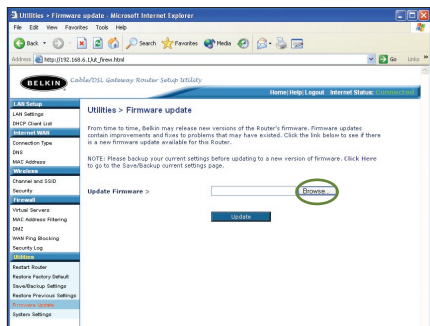 Utilities > Firmware update - Microsoft Internet Explorer
File Edit View Favorites Tools Help
Back Search Favorites Media
Address http://192.168.6.1/ut_firew.html Go Links »
BELKIN Cable/DSL Gateway Router Setup Utility
Home|Help|Logout Internet Status: Connected
LAN Setup
LAN Settings
DHCP Client List
Internet WAN
Connection Type
DNS
MAC Address
Wireless
Channel and SSID
Security
Firewall
Virtual Servers
MAC Address Filtering
DMZ
WAN Ping Blocking
Security Log
Utilities
Restart Router
Restore Factory Default
Save/Backup Settings
Restore Previous Settings
Firmware Update
System Settings
Utilities > Firmware update
From time to time, Belkin may release new versions of the Router's firmware. Firmware updates
contain improvements and fixes to problems that may have existed. Click the link below to see if there
is a new firmware update available for this Router.
NOTE: Please backup your current settings before updating to a new version of firmware. Click Here
to go to the Save/Backup current settings page.
Update Firmware > Browse...
Update